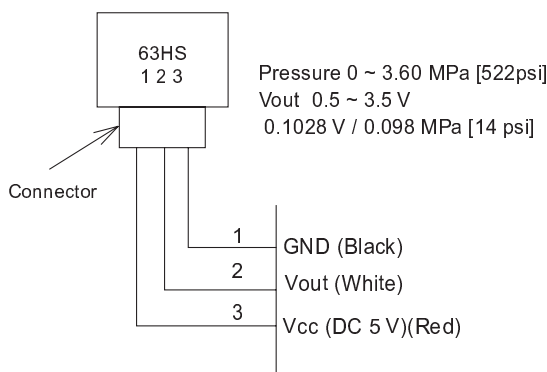 63HS
1 2 3
Pressure 0 ~ 3.60 MPa [522psi]
Vout 0.5 ~ 3.5 V
0.1028 V / 0.098 MPa [14 psi]
Connector
1
GND (Black)
2
Vout (White)
3
Vcc (DC 5 V)(Red)